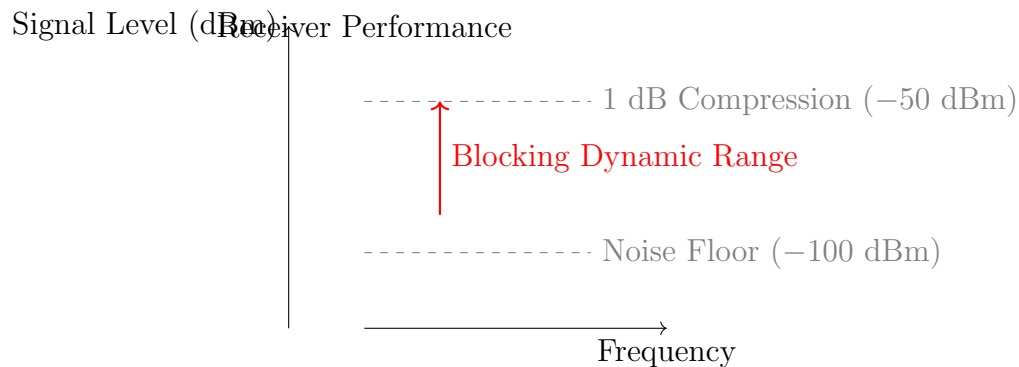 Signal Level (dBm)
Receiver Performance
1 dB Compression (−50 dBm)
Blocking Dynamic Range
Noise Floor (−100 dBm)
Frequency